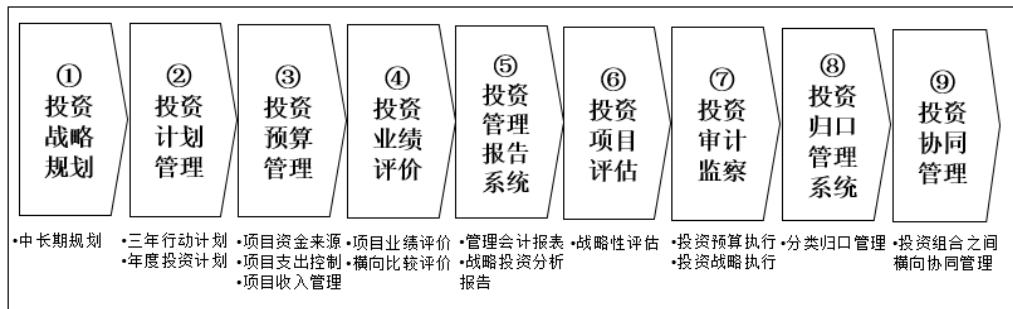 ①
投资
战略
规划
②
投资
计划
管理
③
投资
预算
管理
④
投资
业绩
评价
⑤
投资
管理
报告
系统
⑥
投资
项目
评估
⑦
投资
审计
监察
⑧
投资
归口
管理
系统
⑨
投资
协同
管理
•中长期规划
•三年行动计划
•年度投资计划
•项目资金来源
•项目支出控制
•项目收入管理
•项目业绩评价
•横向比较评价
•管理会计报表
•战略投资分析
报告
•战略性评估
•投资预算执行
•投资战略执行
•分类归口管理
•投资组合之间
横向协同管理